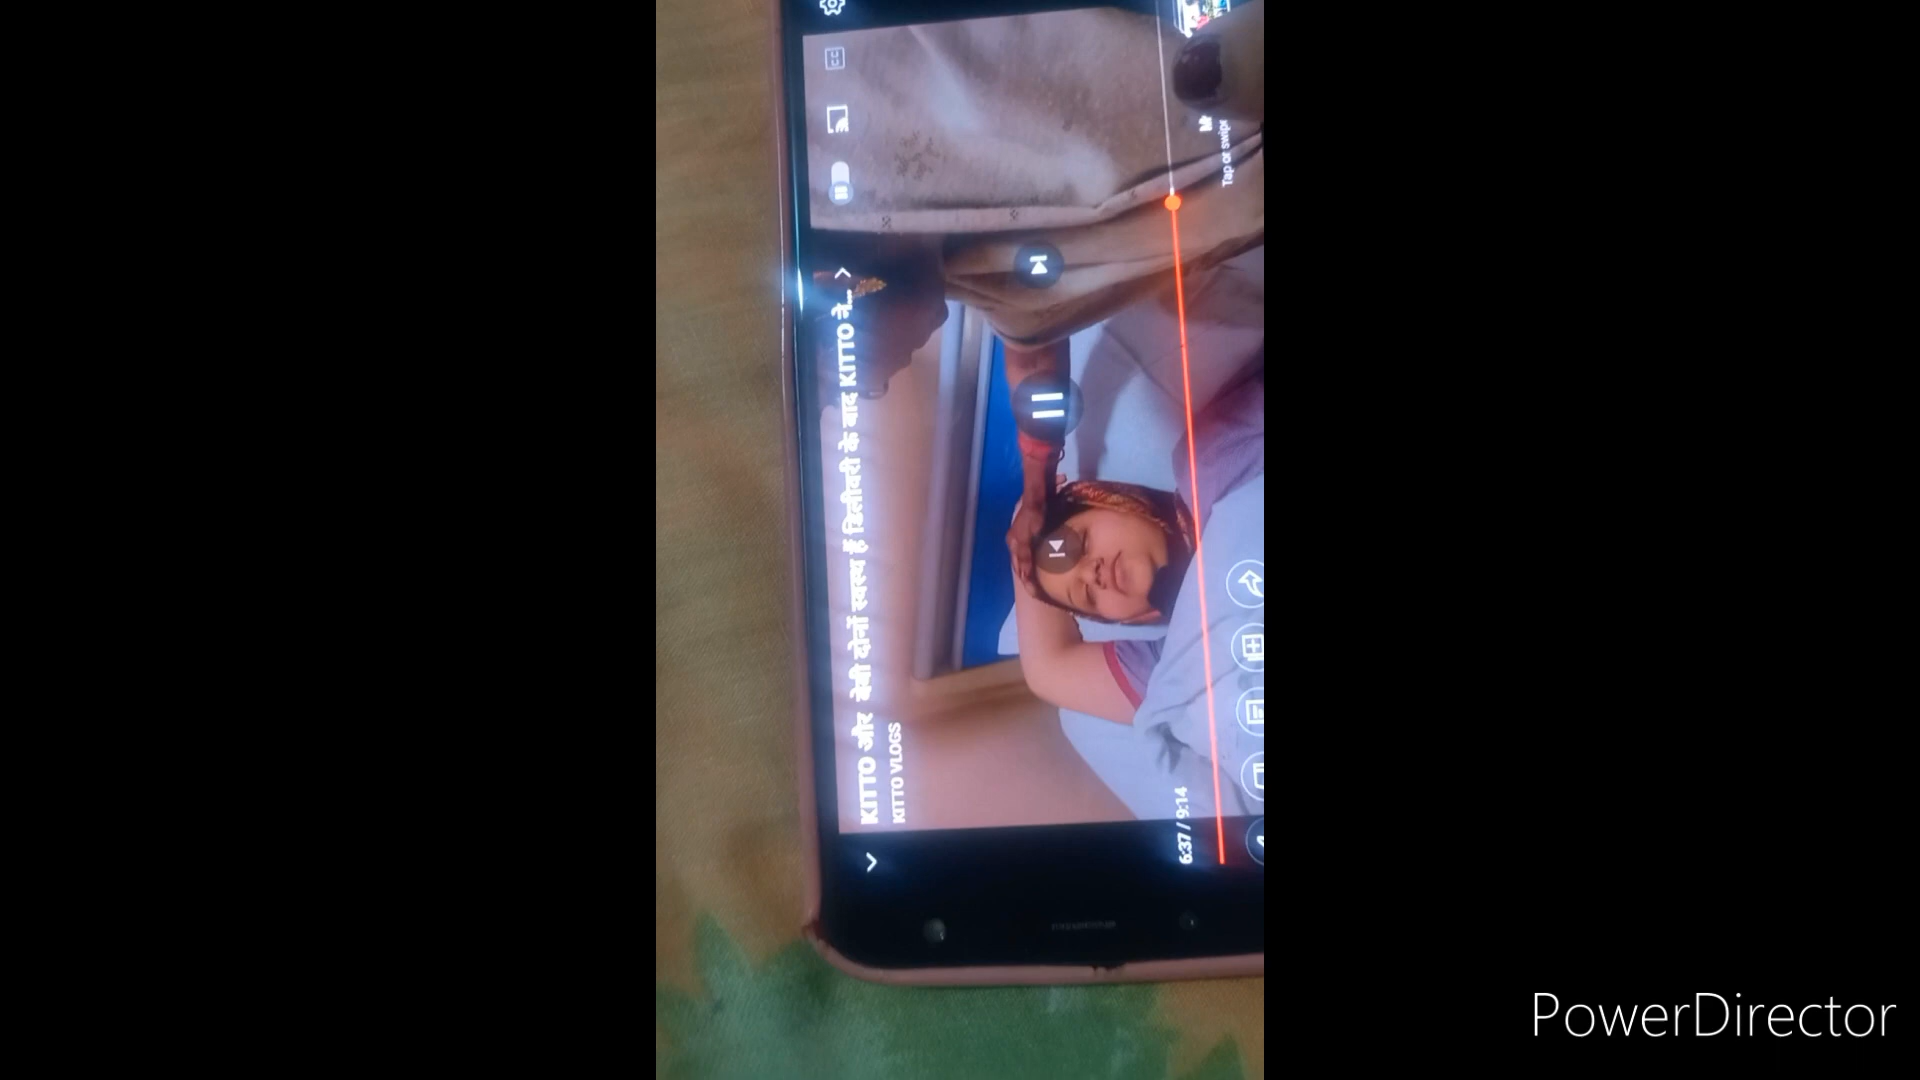 KITTO और देवी दोनों स्वस्थ हैं डिलीवरी के बाद KITTO ने...
KITTO VLOGS
6:37 / 9:14
Tap or swipe
PowerDirector